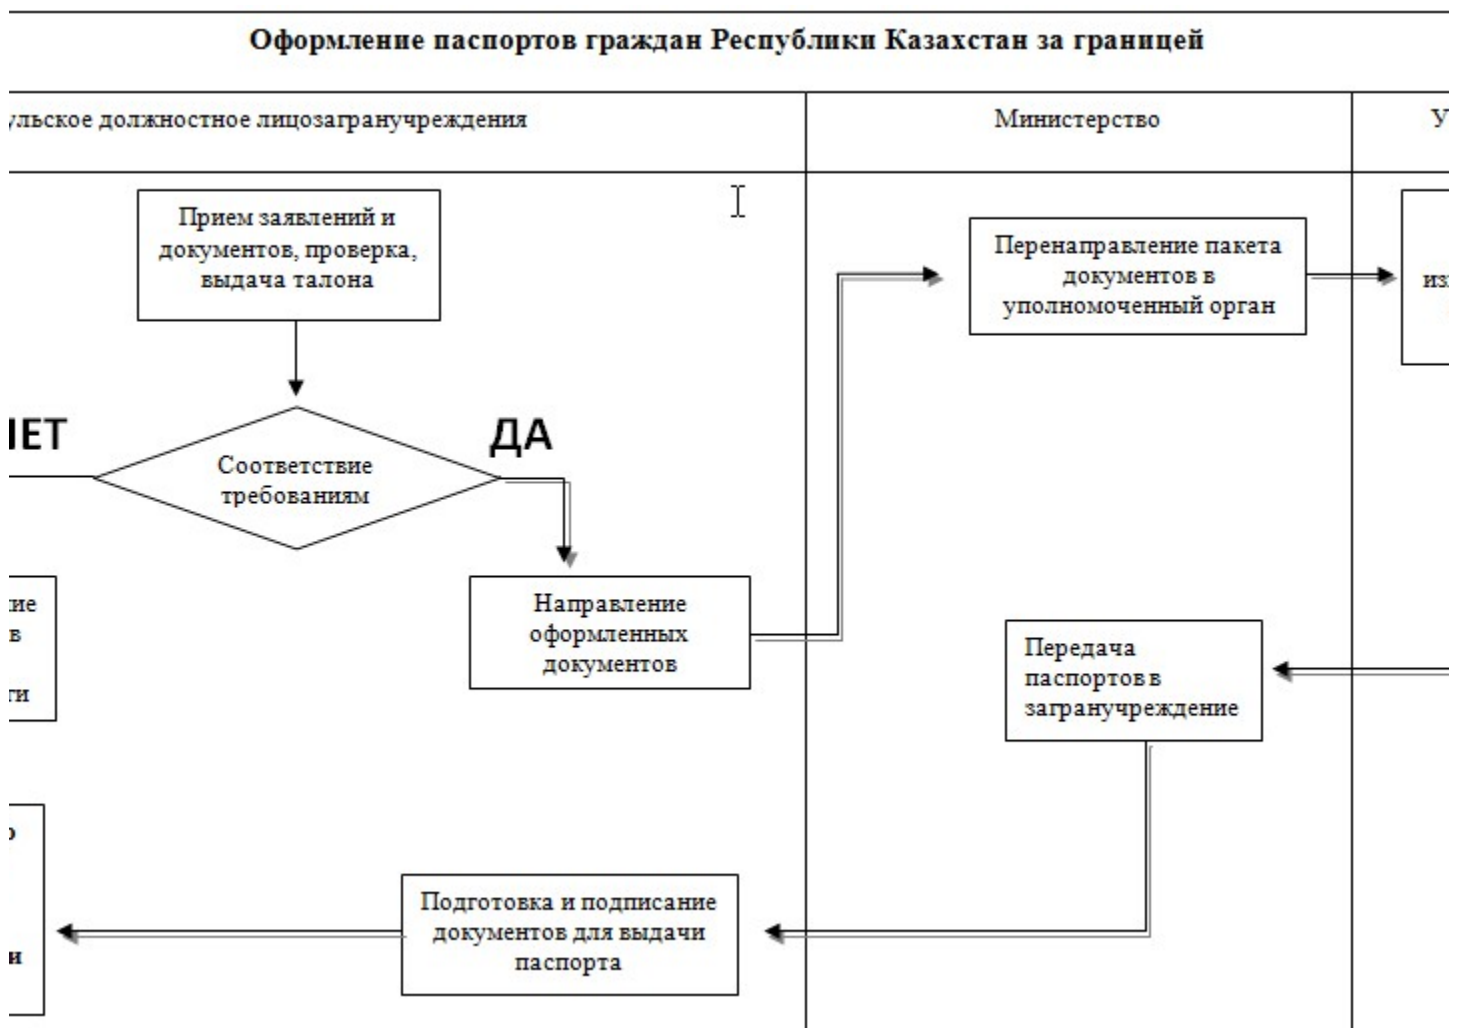 Оформление паспортов граждан Республики Казахстан за границей
должностное лицозагранучреждения
Министерство
Прием заявлений и
документов, проверка,
выдача талона
Перенаправление пакета
документов в
уполномоченный орган
ДА
Соответствие
требованиям
Направление
оформленных
документов
Передача
паспортов в
загранучреждение
Подготовка и подписание
документов для выдачи
паспорта